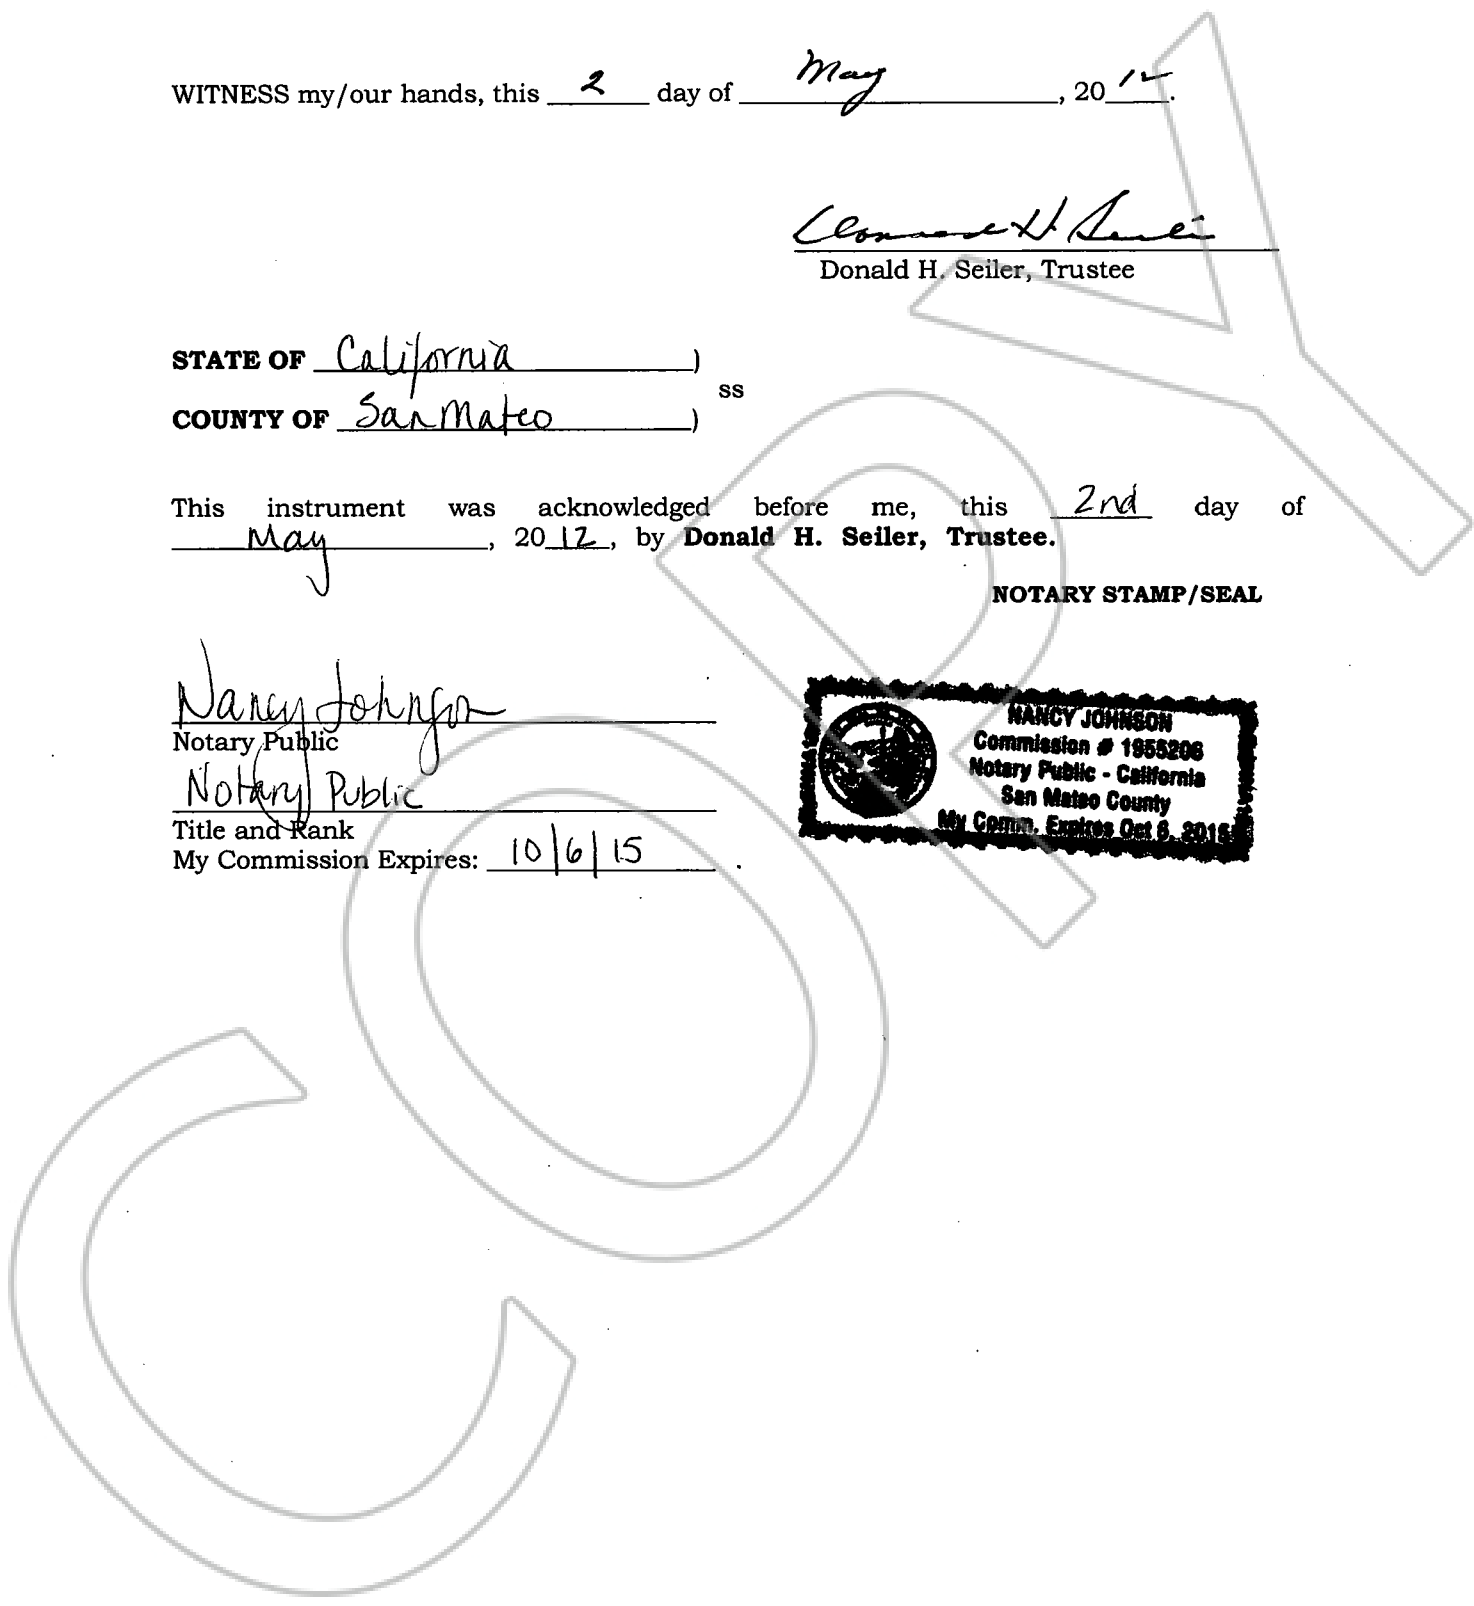 WITNESS my/our hands, this 2 day of May, 2012.
Donald H. Seiler, Trustee
STATE OF California )
ss
COUNTY OF San Mateo )
This instrument was acknowledged before me, this 2nd day of
May, 2012, by Donald H. Seiler, Trustee.
NOTARY STAMP/SEAL
Nancy Johnson
Notary Public
Notary Public
Title and Rank
My Commission Expires: 10/6/15
NANCY JOHNSON
Commission # 1955206
Notary Public - California
San Mateo County
My Comm. Expires Oct 6, 2015
COPY